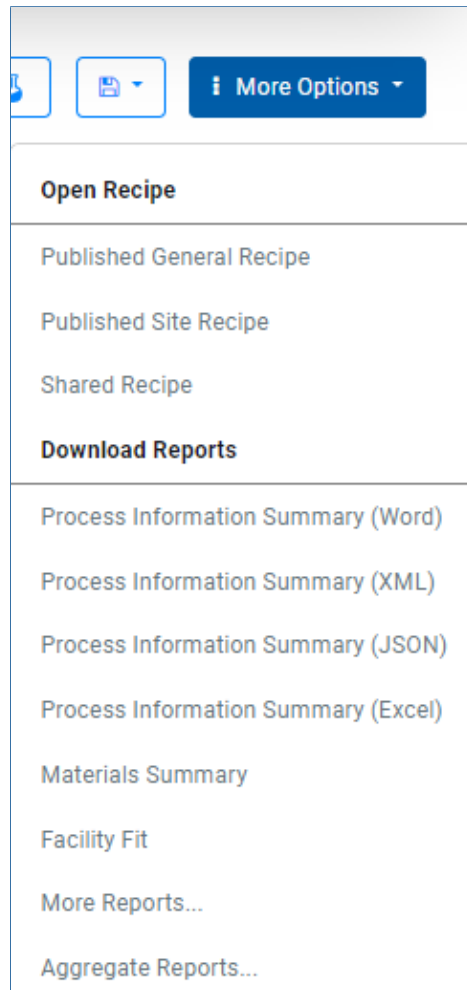 More Options
Open Recipe
Published General Recipe
Published Site Recipe
Shared Recipe
Download Reports
Process Information Summary (Word)
Process Information Summary (XML)
Process Information Summary (JSON)
Process Information Summary (Excel)
Materials Summary
Facility Fit
More Reports...
Aggregate Reports...